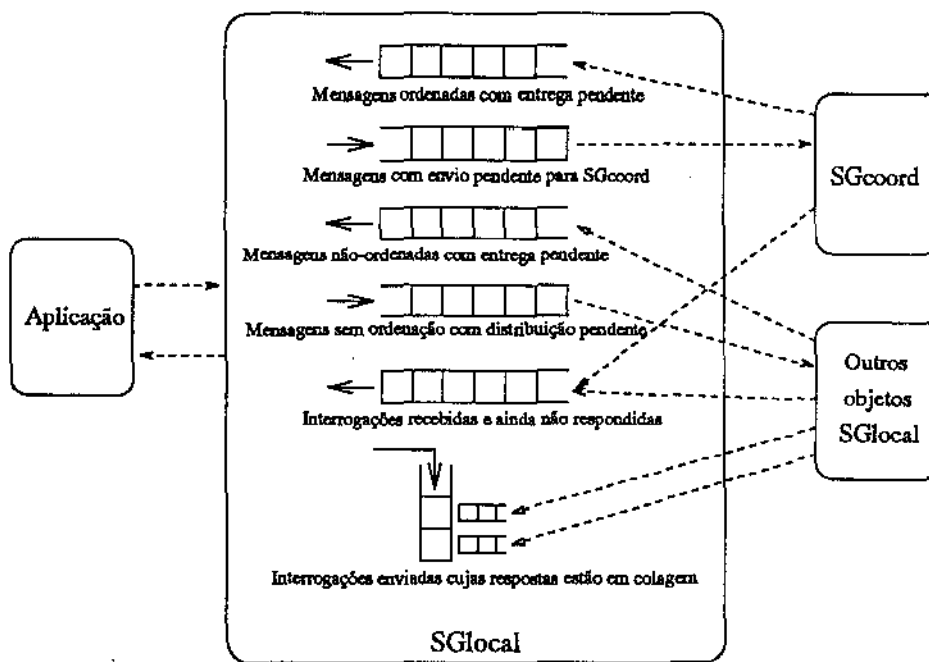 Mensagens ordenadas com entrega pendente
Mensagens com envio pendente para SGcoord
SGcoord
Mensagens não-ordenadas com entrega pendente
Aplicação
Mensagens sem ordenação com distribuição pendente
Outros
objetos
SGlocal
Interrogações recebidas e ainda não respondidas
Interrogações enviadas cujas respostas estão em colagem
SGlocal